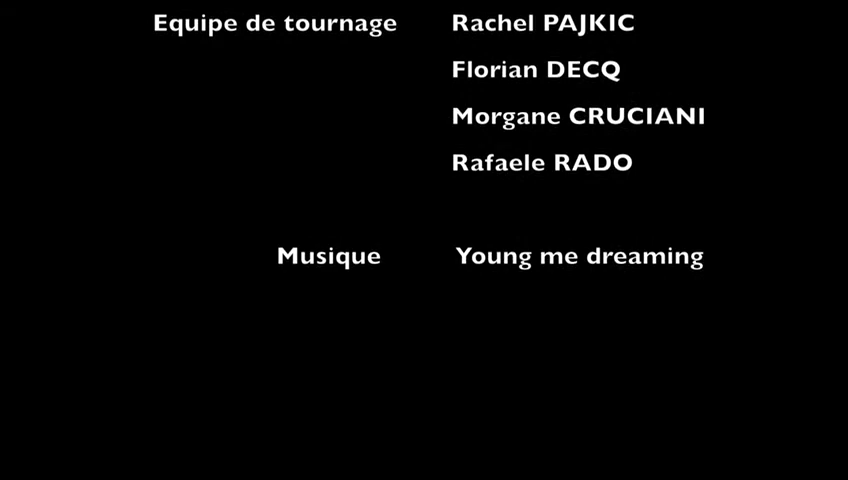 Equipe de tournage Rachel PAJKIC
Florian DECQ
Morgane CRUCIANI
Rafaele RADO
Musique Young me dreaming